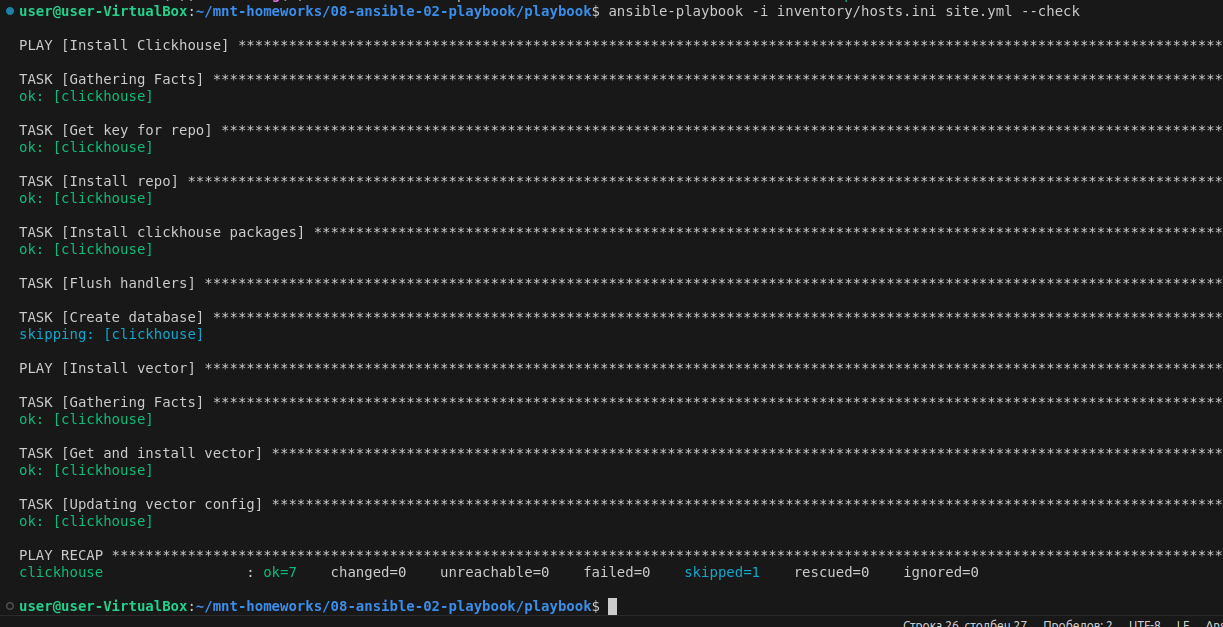 user@user-VirtualBox:~/mnt-homeworks/08-ansible-02-playbook/playbook$ ansible-playbook -i inventory/hosts.ini site.yml --check
PLAY [Install Clickhouse] *********************************************************************************************************************
TASK [Gathering Facts] ************************************************************************************************************************
ok: [clickhouse]
TASK [Get key for repo] ***********************************************************************************************************************
ok: [clickhouse]
TASK [Install repo] ***************************************************************************************************************************
ok: [clickhouse]
TASK [Install clickhouse packages] ************************************************************************************************************
ok: [clickhouse]
TASK [Flush handlers] *************************************************************************************************************************
TASK [Create database] ************************************************************************************************************************
skipping: [clickhouse]
PLAY [Install vector] *************************************************************************************************************************
TASK [Gathering Facts] ************************************************************************************************************************
ok: [clickhouse]
TASK [Get and install vector] *****************************************************************************************************************
ok: [clickhouse]
TASK [Updating vector config] *****************************************************************************************************************
ok: [clickhouse]
PLAY RECAP ************************************************************************************************************************************
clickhouse                 : ok=7    changed=0    unreachable=0    failed=0    skipped=1    rescued=0    ignored=0
user@user-VirtualBox:~/mnt-homeworks/08-ansible-02-playbook/playbook$
Строка 26, столбец 27 Пробелов: 2 UTF-8 LF